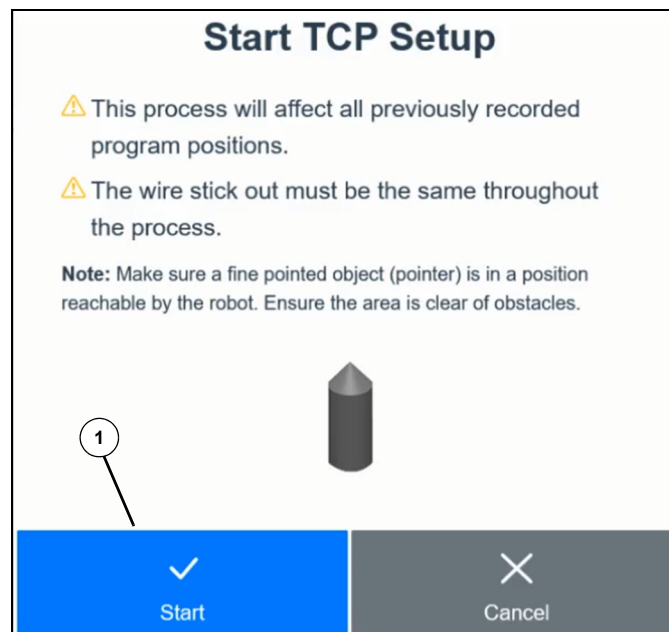 Start TCP Setup
This process will affect all previously recorded
program positions.
The wire stick out must be the same throughout
the process.
Note: Make sure a fine pointed object (pointer) is in a position
reachable by the robot. Ensure the area is clear of obstacles.
1
Start
Cancel